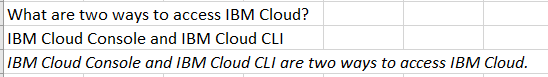 What are two ways to access IBM Cloud?
IBM Cloud Console and IBM Cloud CLI
IBM Cloud Console and IBM Cloud CLI are two ways to access IBM Cloud.